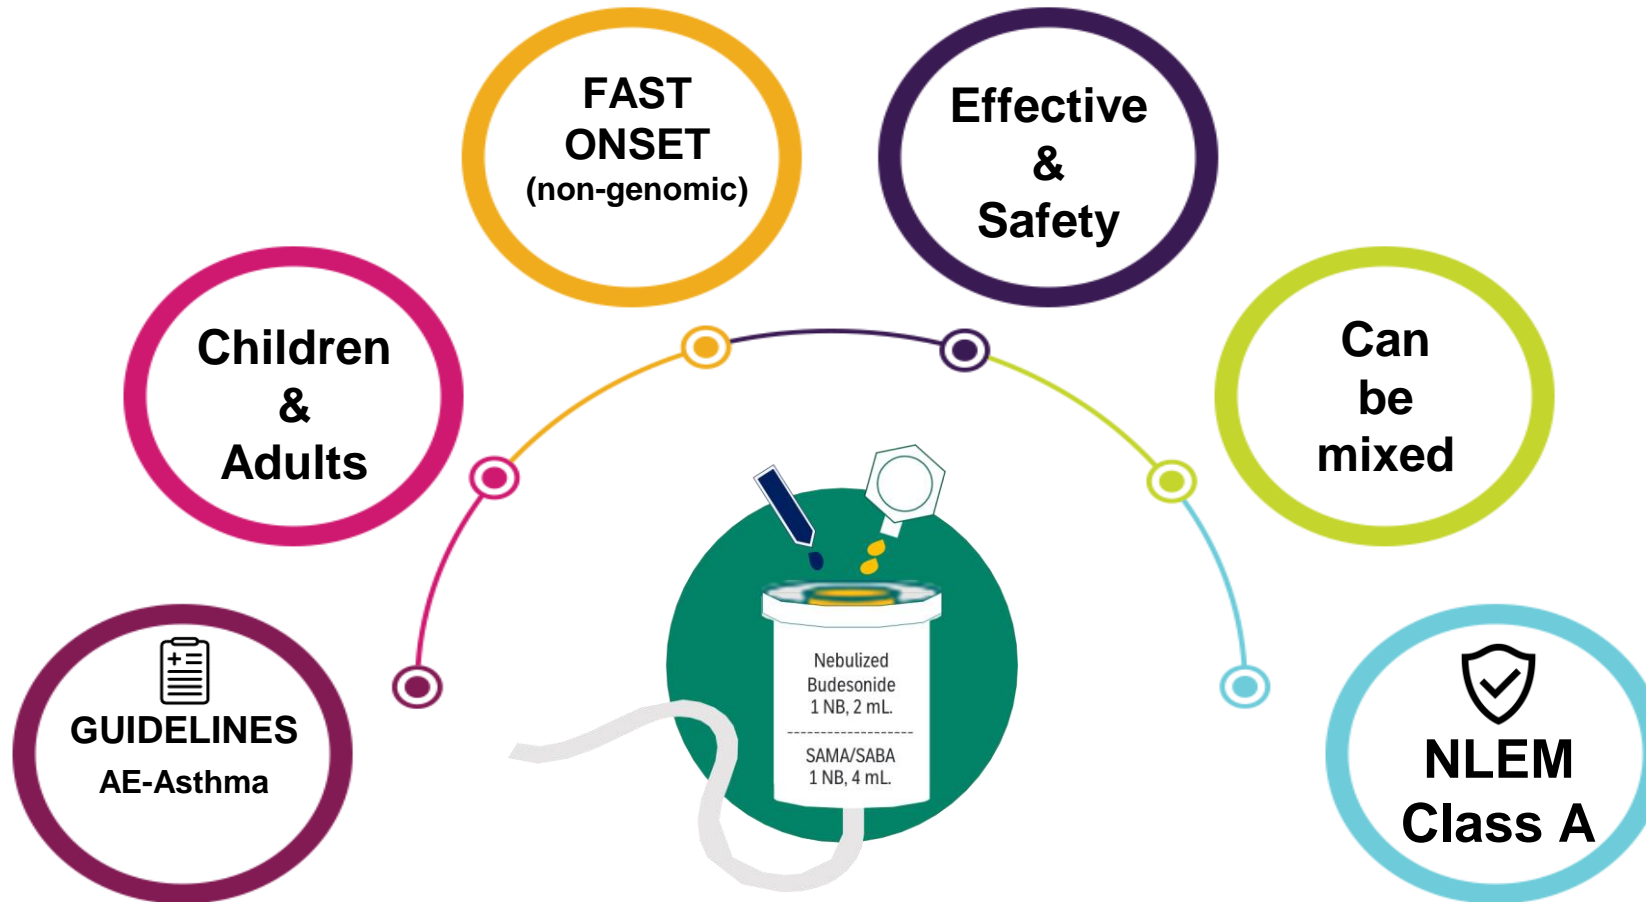 FAST
ONSET
(non-genomic)
Effective
&
Safety
Children
&
Adults
Can
be
mixed
GUIDELINES
AE-Asthma
Nebulized
Budesonide
1 NB, 2 mL.
--------------------
SAMA/SABA
1 NB, 4 mL.
NLEM
Class A